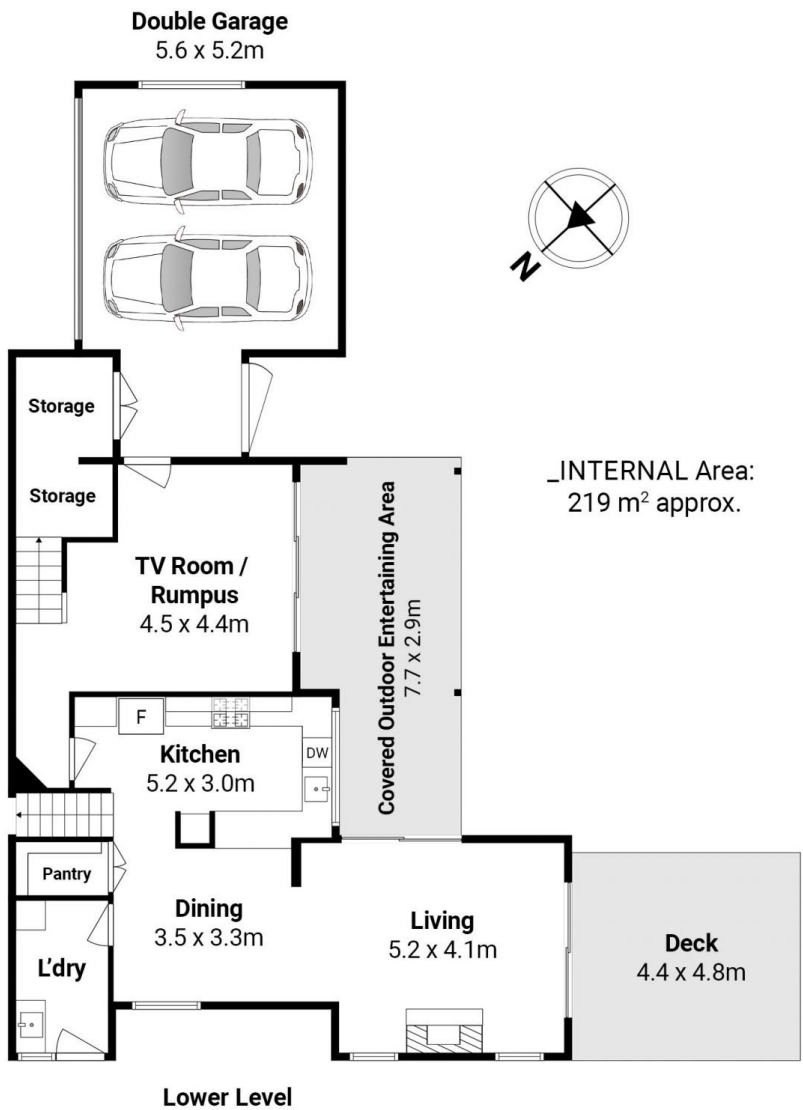 Double Garage
5.6 x 5.2m
N
Storage
_INTERNAL Area:
219 m² approx.
Storage
TV Room /
Rumpus
4.5 x 4.4m
Covered Outdoor Entertaining Area
7.7 x 2.9m
F
Kitchen
5.2 x 3.0m
DW
Pantry
Dining
3.5 x 3.3m
Living
5.2 x 4.1m
Deck
4.4 x 4.8m
L'dry
Lower Level